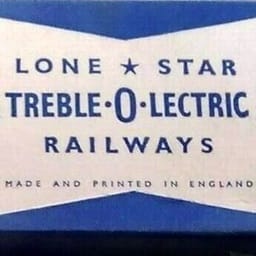 LONE ★ STAR
TREBLE·O·LECTRIC
RAILWAYS
MADE AND PRINTED IN ENGLAND